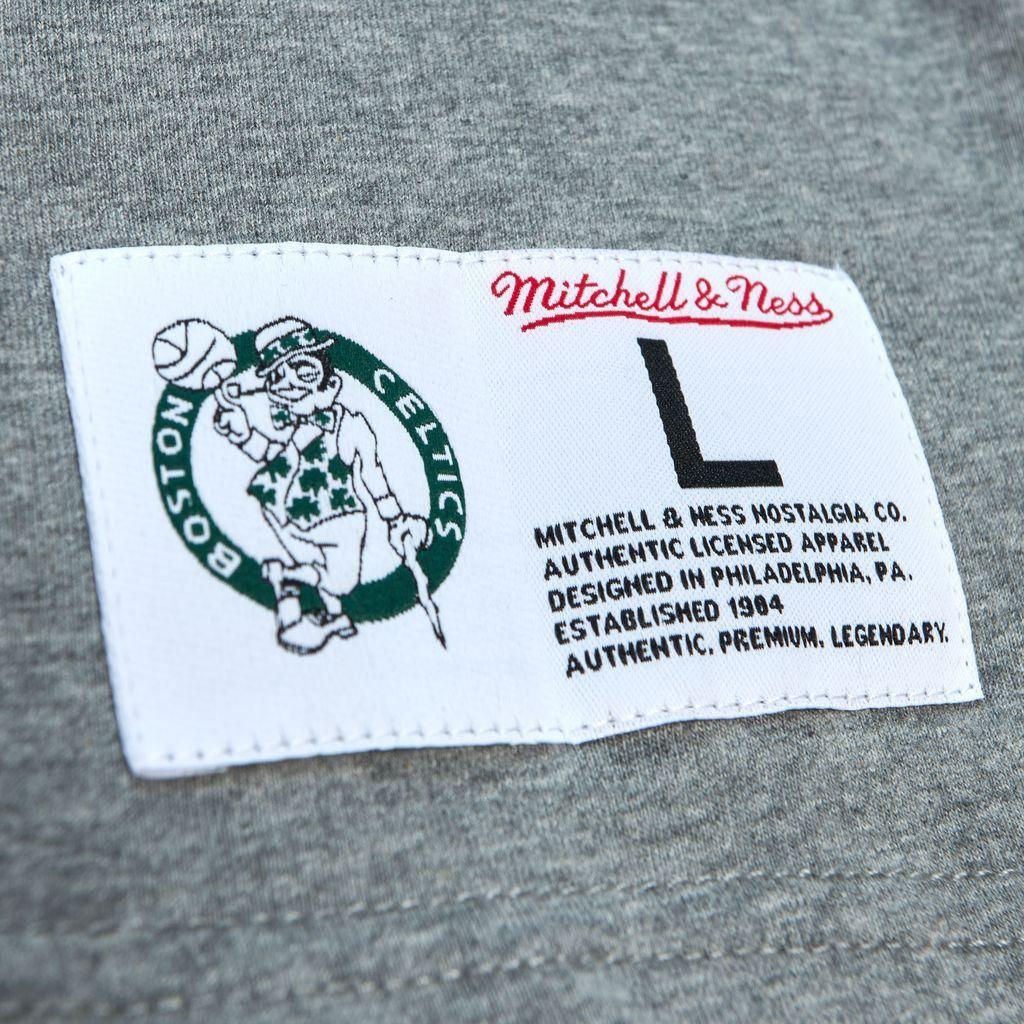 BOSTON CELTICS
Mitchell & Ness
L
MITCHELL & NESS NOSTALGIA CO.
AUTHENTIC LICENSED APPAREL
DESIGNED IN PHILADELPHIA, PA.
ESTABLISHED 1904
AUTHENTIC. PREMIUM. LEGENDARY.